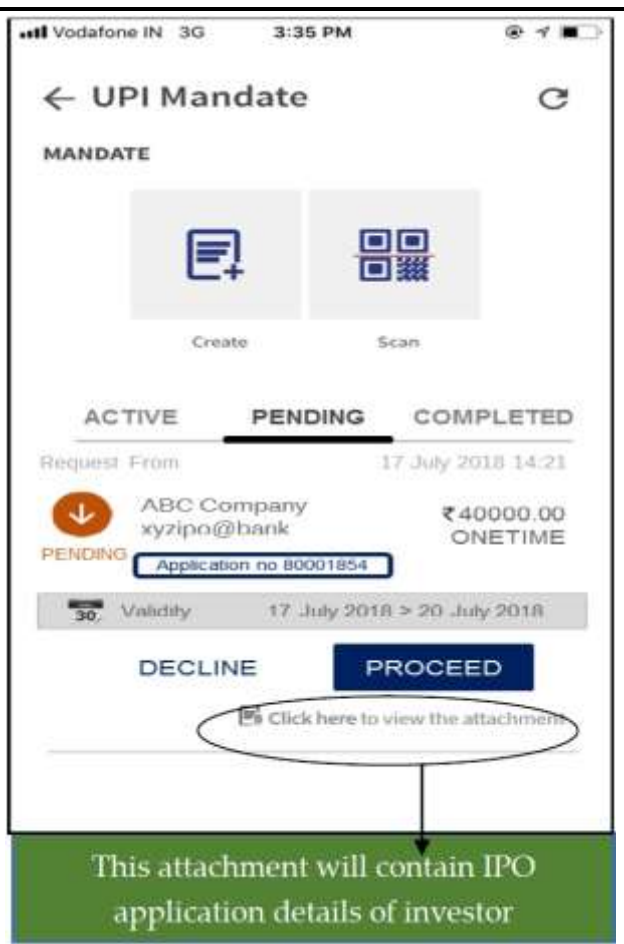 Vodafone IN 3G 3:35 PM
← UPI Mandate
MANDATE
Create Scan
ACTIVE PENDING COMPLETED
Request From 17 July 2018 14:21
ABC Company
xyzipo@bank
₹40000.00
ONETIME
PENDING
Application no 80001854
30 Validity 17 July 2018 > 20 July 2018
DECLINE PROCEED
Click here to view the attachment
This attachment will contain IPO
application details of investor